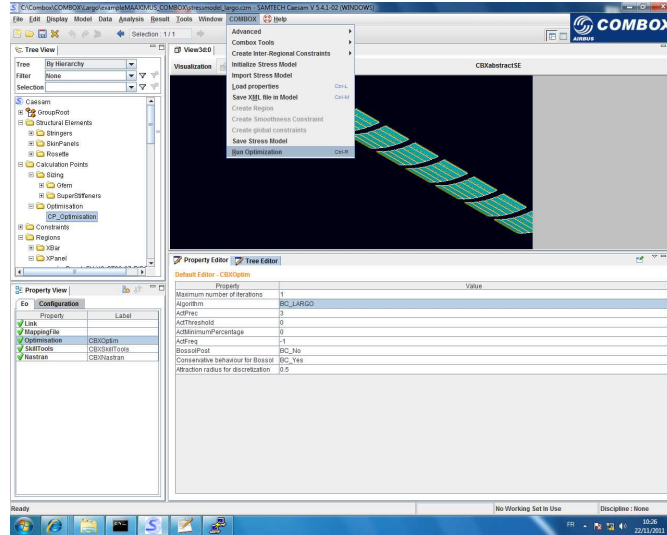 C:\Combox\COMBOX\Largo\exampleMAAXIMUS_COMBOX\stressmodel_largo.czm - SAMTECH Caesam V 5.4.1-02 (WINDOWS)
File Edit Display Model Data Analysis Result Tools Window COMBOX Help
Selection : 1 / 1
COMBOX
AIRBUS
Advanced
Combox Tools
Create Inter-Regional Constraints
Initialize Stress Model
Import Stress Model
Load properties Ctrl-L
Save XML file in Model Ctrl-M
Create Region
Create Smoothness Constraint
Create global constraints
Save Stress Model
Run Optimization Ctrl-R
Tree View
Tree By Hierarchy
Filter None
Selection
Caesam
GroupRoot
Structural Elements
Stringers
SkinPanels
Rosette
Calculation Points
Sizing
Gfem
SuperStiffeners
Optimisation
CP_Optimisation
Constraints
Regions
XBar
XPanel
View3d:0
Visualization
CBXabstractSE
Property View
Eo Configuration
Property Label
Link
MappingFile
Optimisation CBXOptim
SkillTools CBXSkillTools
Nastran CBXNastran
Property Editor Tree Editor
Default Editor - CBXOptim
Property Value
Maximum number of iterations 1
Algorithm BC_LARGO
ActPrec 3
ActThreshold 0
ActMinimumPercentage 0
ActFreq -1
BossolPost BC_No
Conservative behaviour for Bossol BC_Yes
Attraction radius for discretization 0.5
Ready
No Working Set in Use
Discipline : None
FR
10:26
22/11/2011